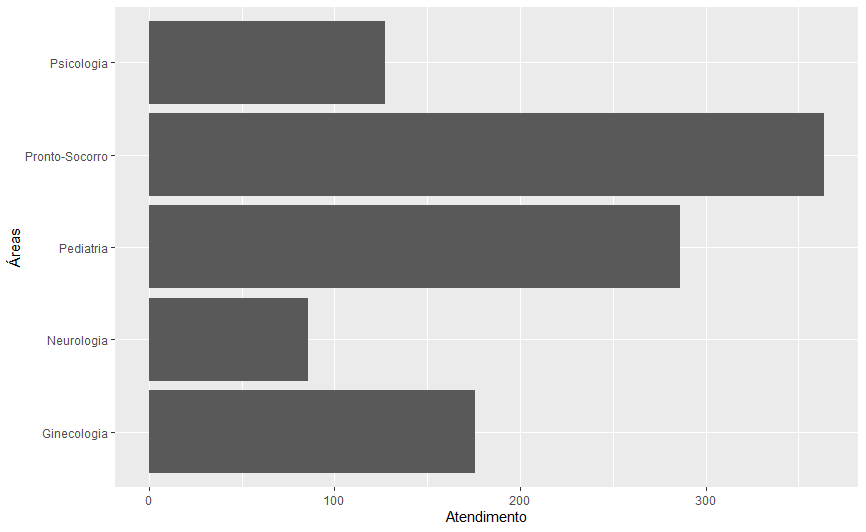 Psicologia
Pronto-Socorro
Pediatria
Neurologia
Ginecologia
Áreas
0 100 200 300
Atendimento